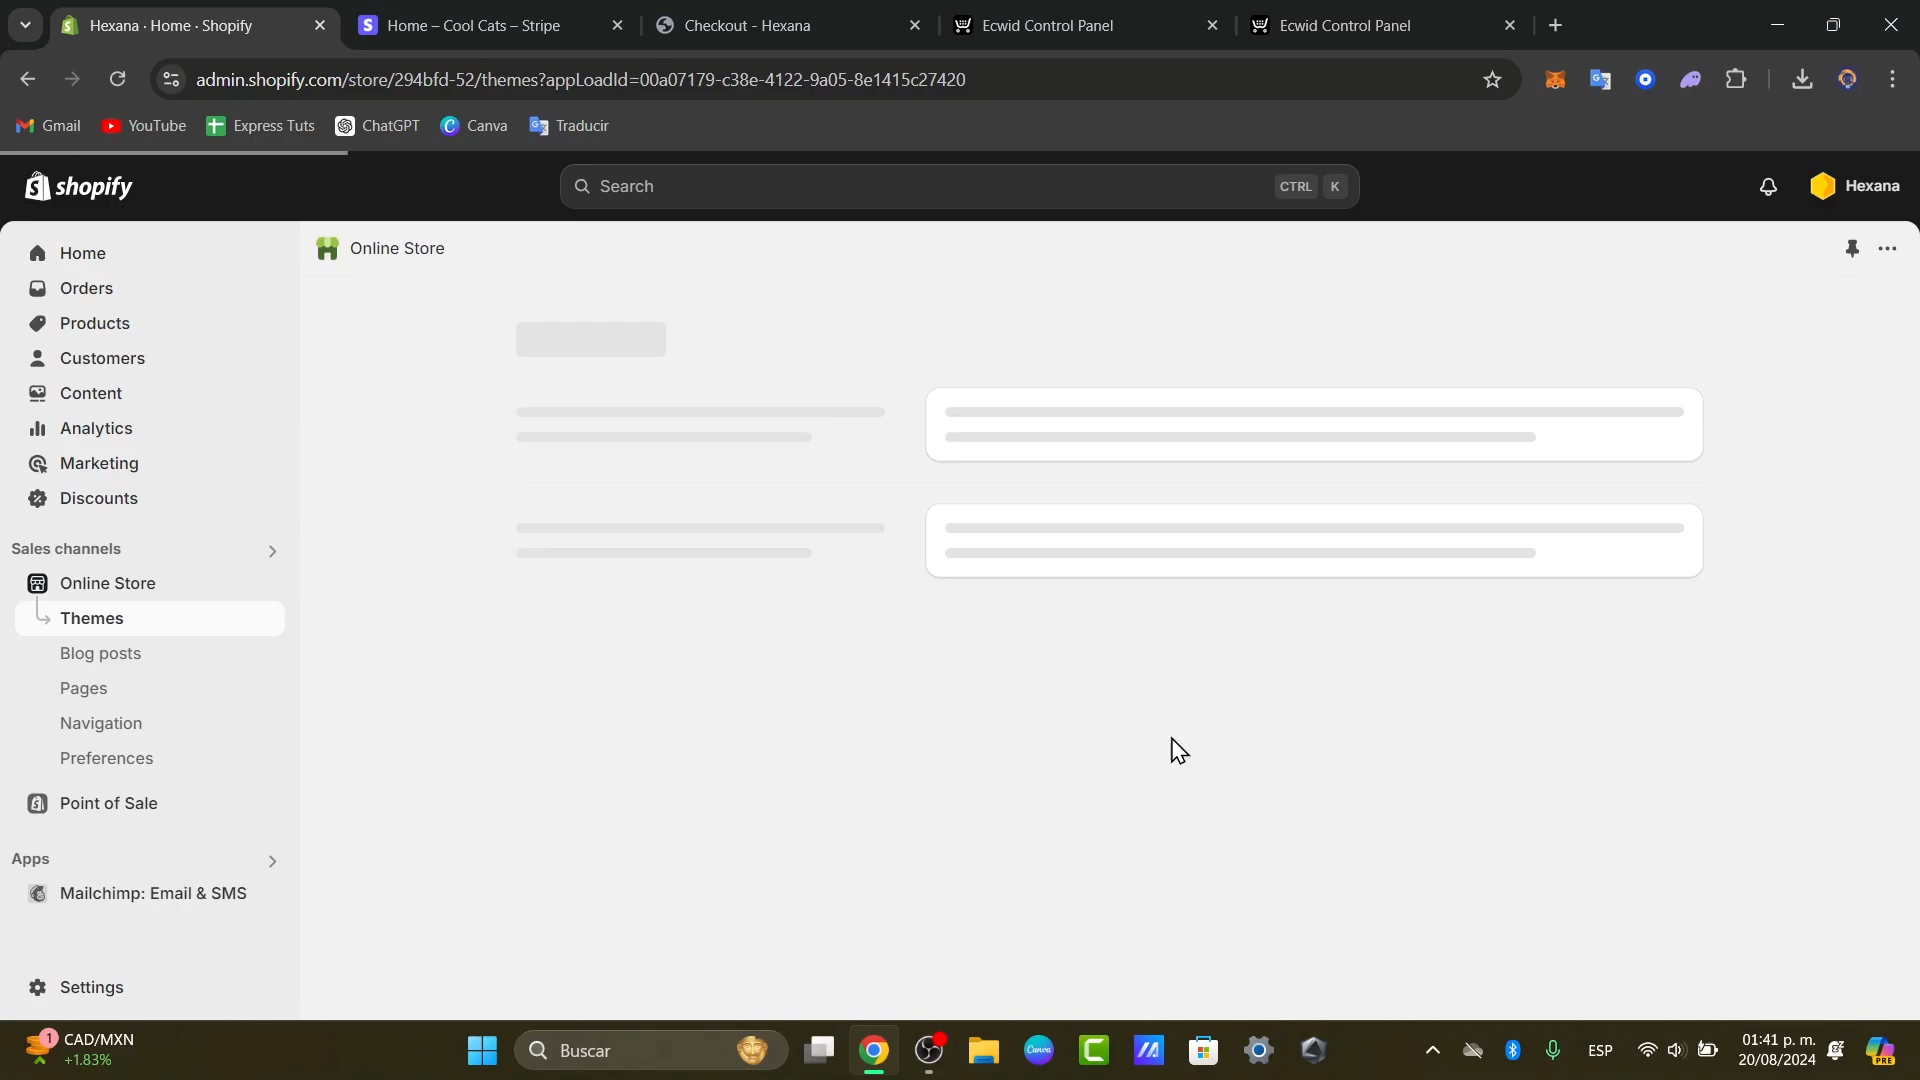 Hexana · Home · Shopify
Home – Cool Cats – Stripe
Checkout - Hexana
Ecwid Control Panel
Ecwid Control Panel
admin.shopify.com/store/294bfd-52/themes?appLoadId=00a07179-c38e-4122-9a05-8e1415c27420
Gmail
YouTube
Express Tuts
ChatGPT
Canva
Traducir
shopify
Search
CTRL
K
Hexana
Home
Orders
Products
Customers
Content
Analytics
Marketing
Discounts
Sales channels
Online Store
Themes
Blog posts
Pages
Navigation
Preferences
Point of Sale
Apps
Mailchimp: Email & SMS
Settings
Online Store
1
CAD/MXN
+1.83%
Buscar
Canva
ESP
01:41 p. m.
20/08/2024
PRE